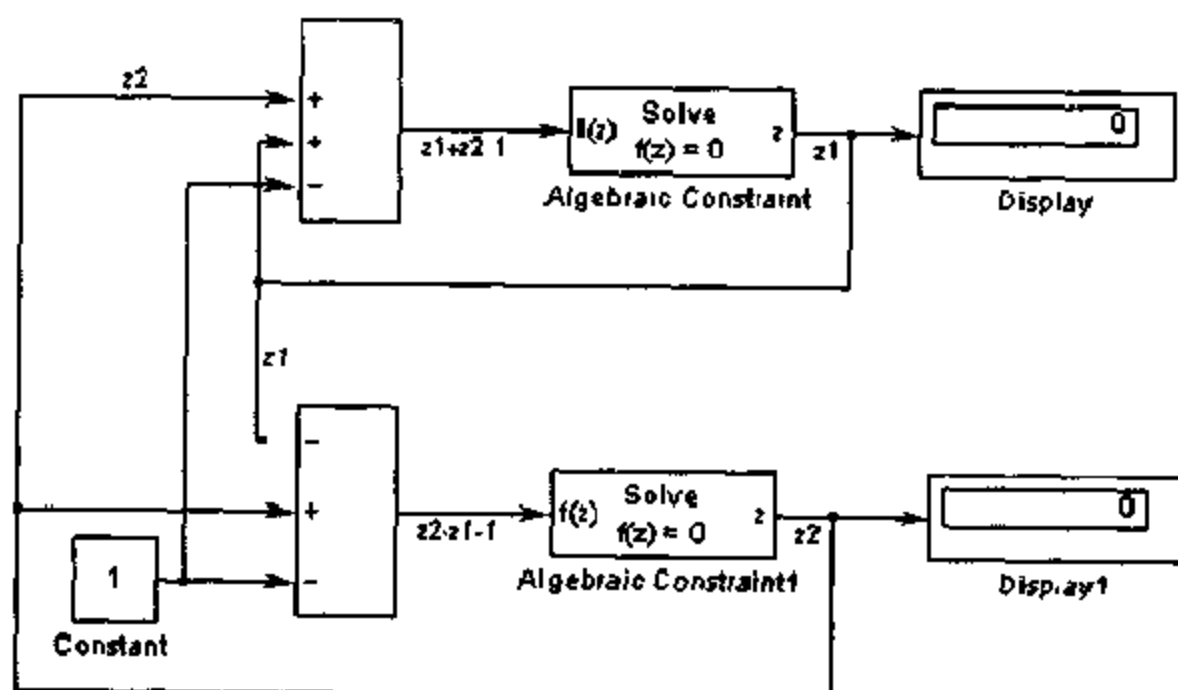 z2
+
+
−
z1+z2 1
f(z)
Solve
f(z) = 0
z
z1
0
Algebraic Constraint
Display
z1
−
+
−
z2-z1-1
f(z)
Solve
f(z) = 0
z
z2
0
1
Constant
Algebraic Constraint1
Display1